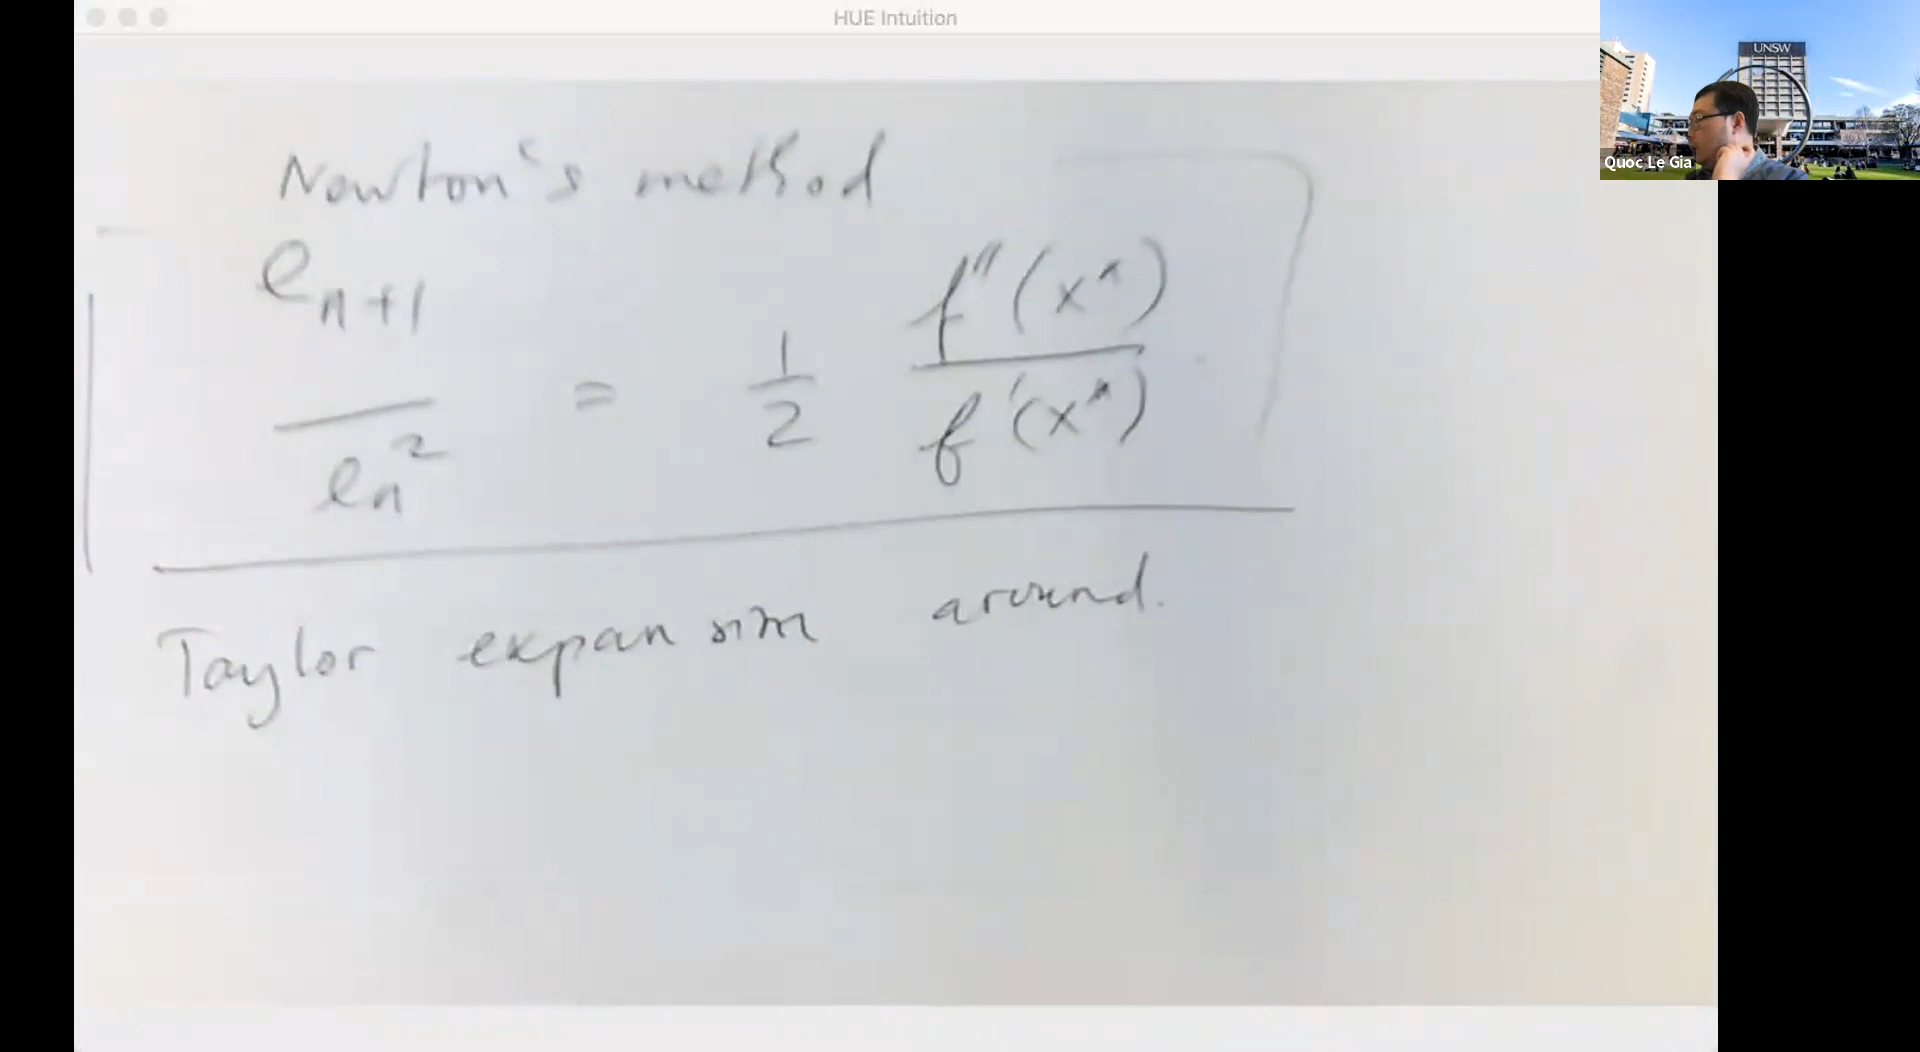 HUE Intuition
UNSW
Quoc Le Gia
Newton's method
e_{n+1} / e_n^2 = 1/2 f''(x^*) / f'(x^*)
Taylor expansion around.